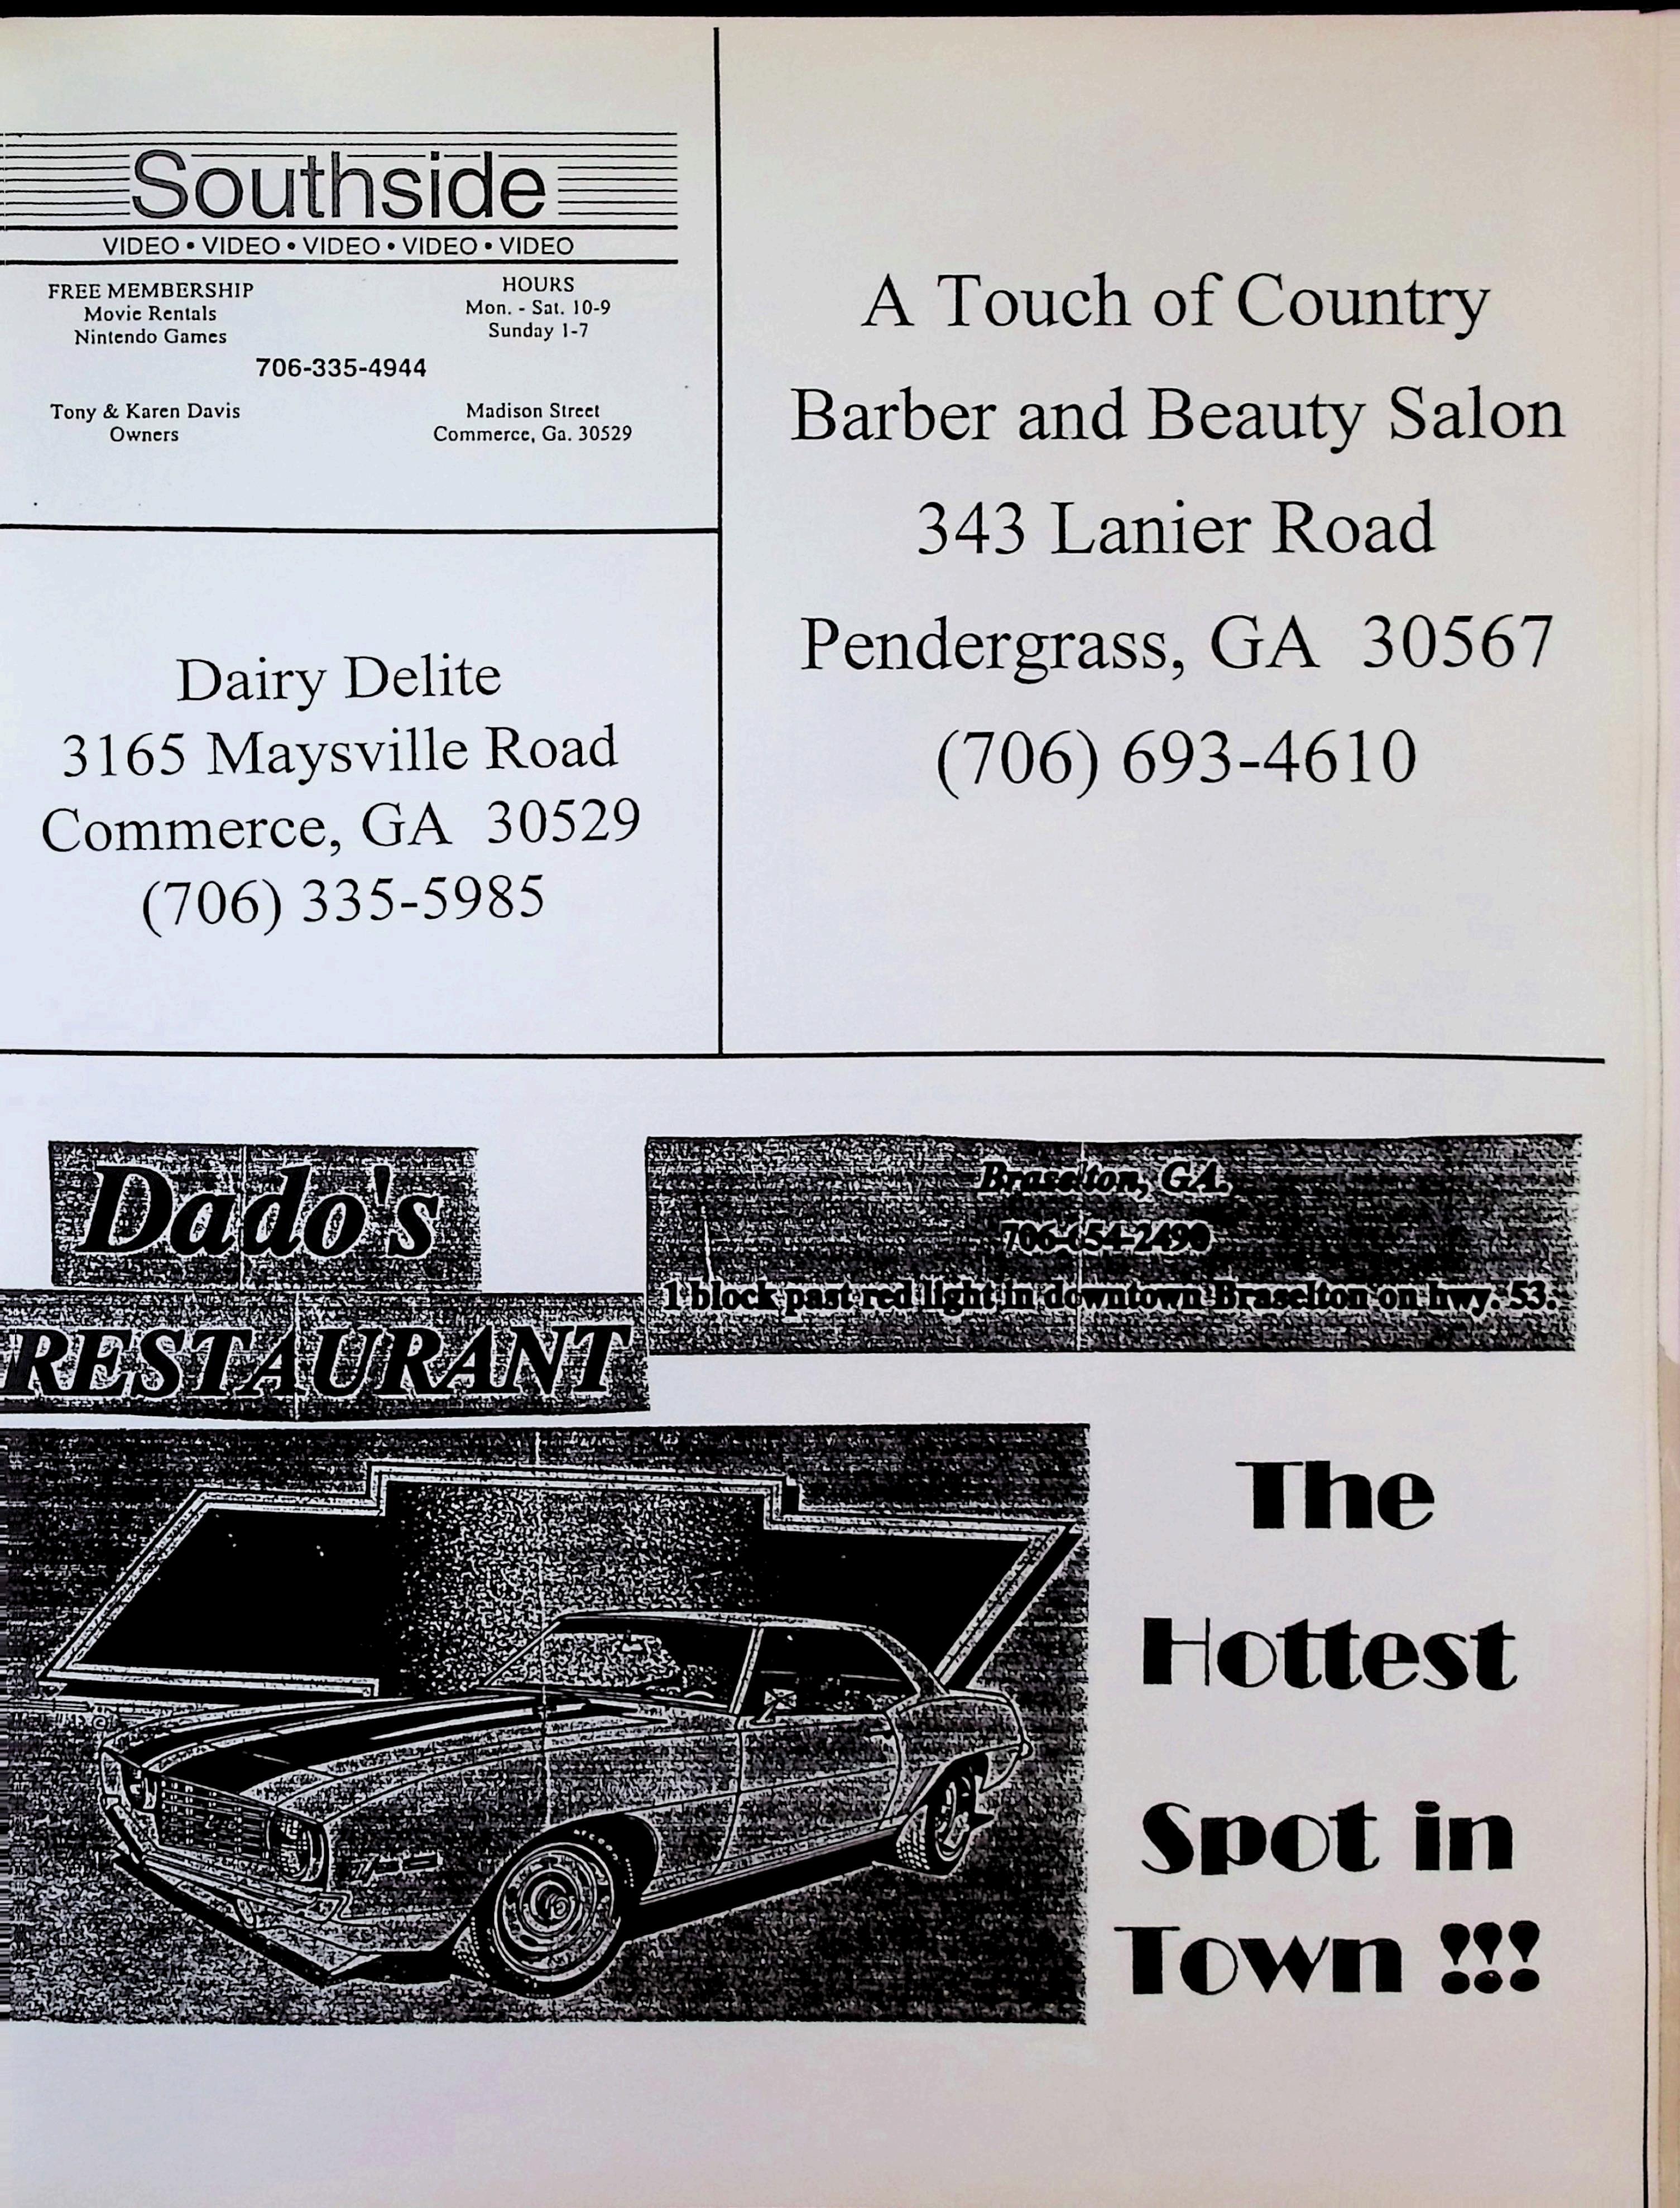 Southside
VIDEO • VIDEO • VIDEO • VIDEO • VIDEO
FREE MEMBERSHIP
Movie Rentals
Nintendo Games
HOURS
Mon. - Sat. 10-9
Sunday 1-7
706-335-4944
Tony & Karen Davis
Owners
Madison Street
Commerce, Ga. 30529
A Touch of Country
Barber and Beauty Salon
343 Lanier Road
Pendergrass, GA 30567
(706) 693-4610
Dairy Delite
3165 Maysville Road
Commerce, GA 30529
(706) 335-5985
Dado's
RESTAURANT
Braselton, GA.
706-654-2490
1 block past red light in downtown Braselton on hwy. 53.
The
Hottest
Spot in
Town !!!